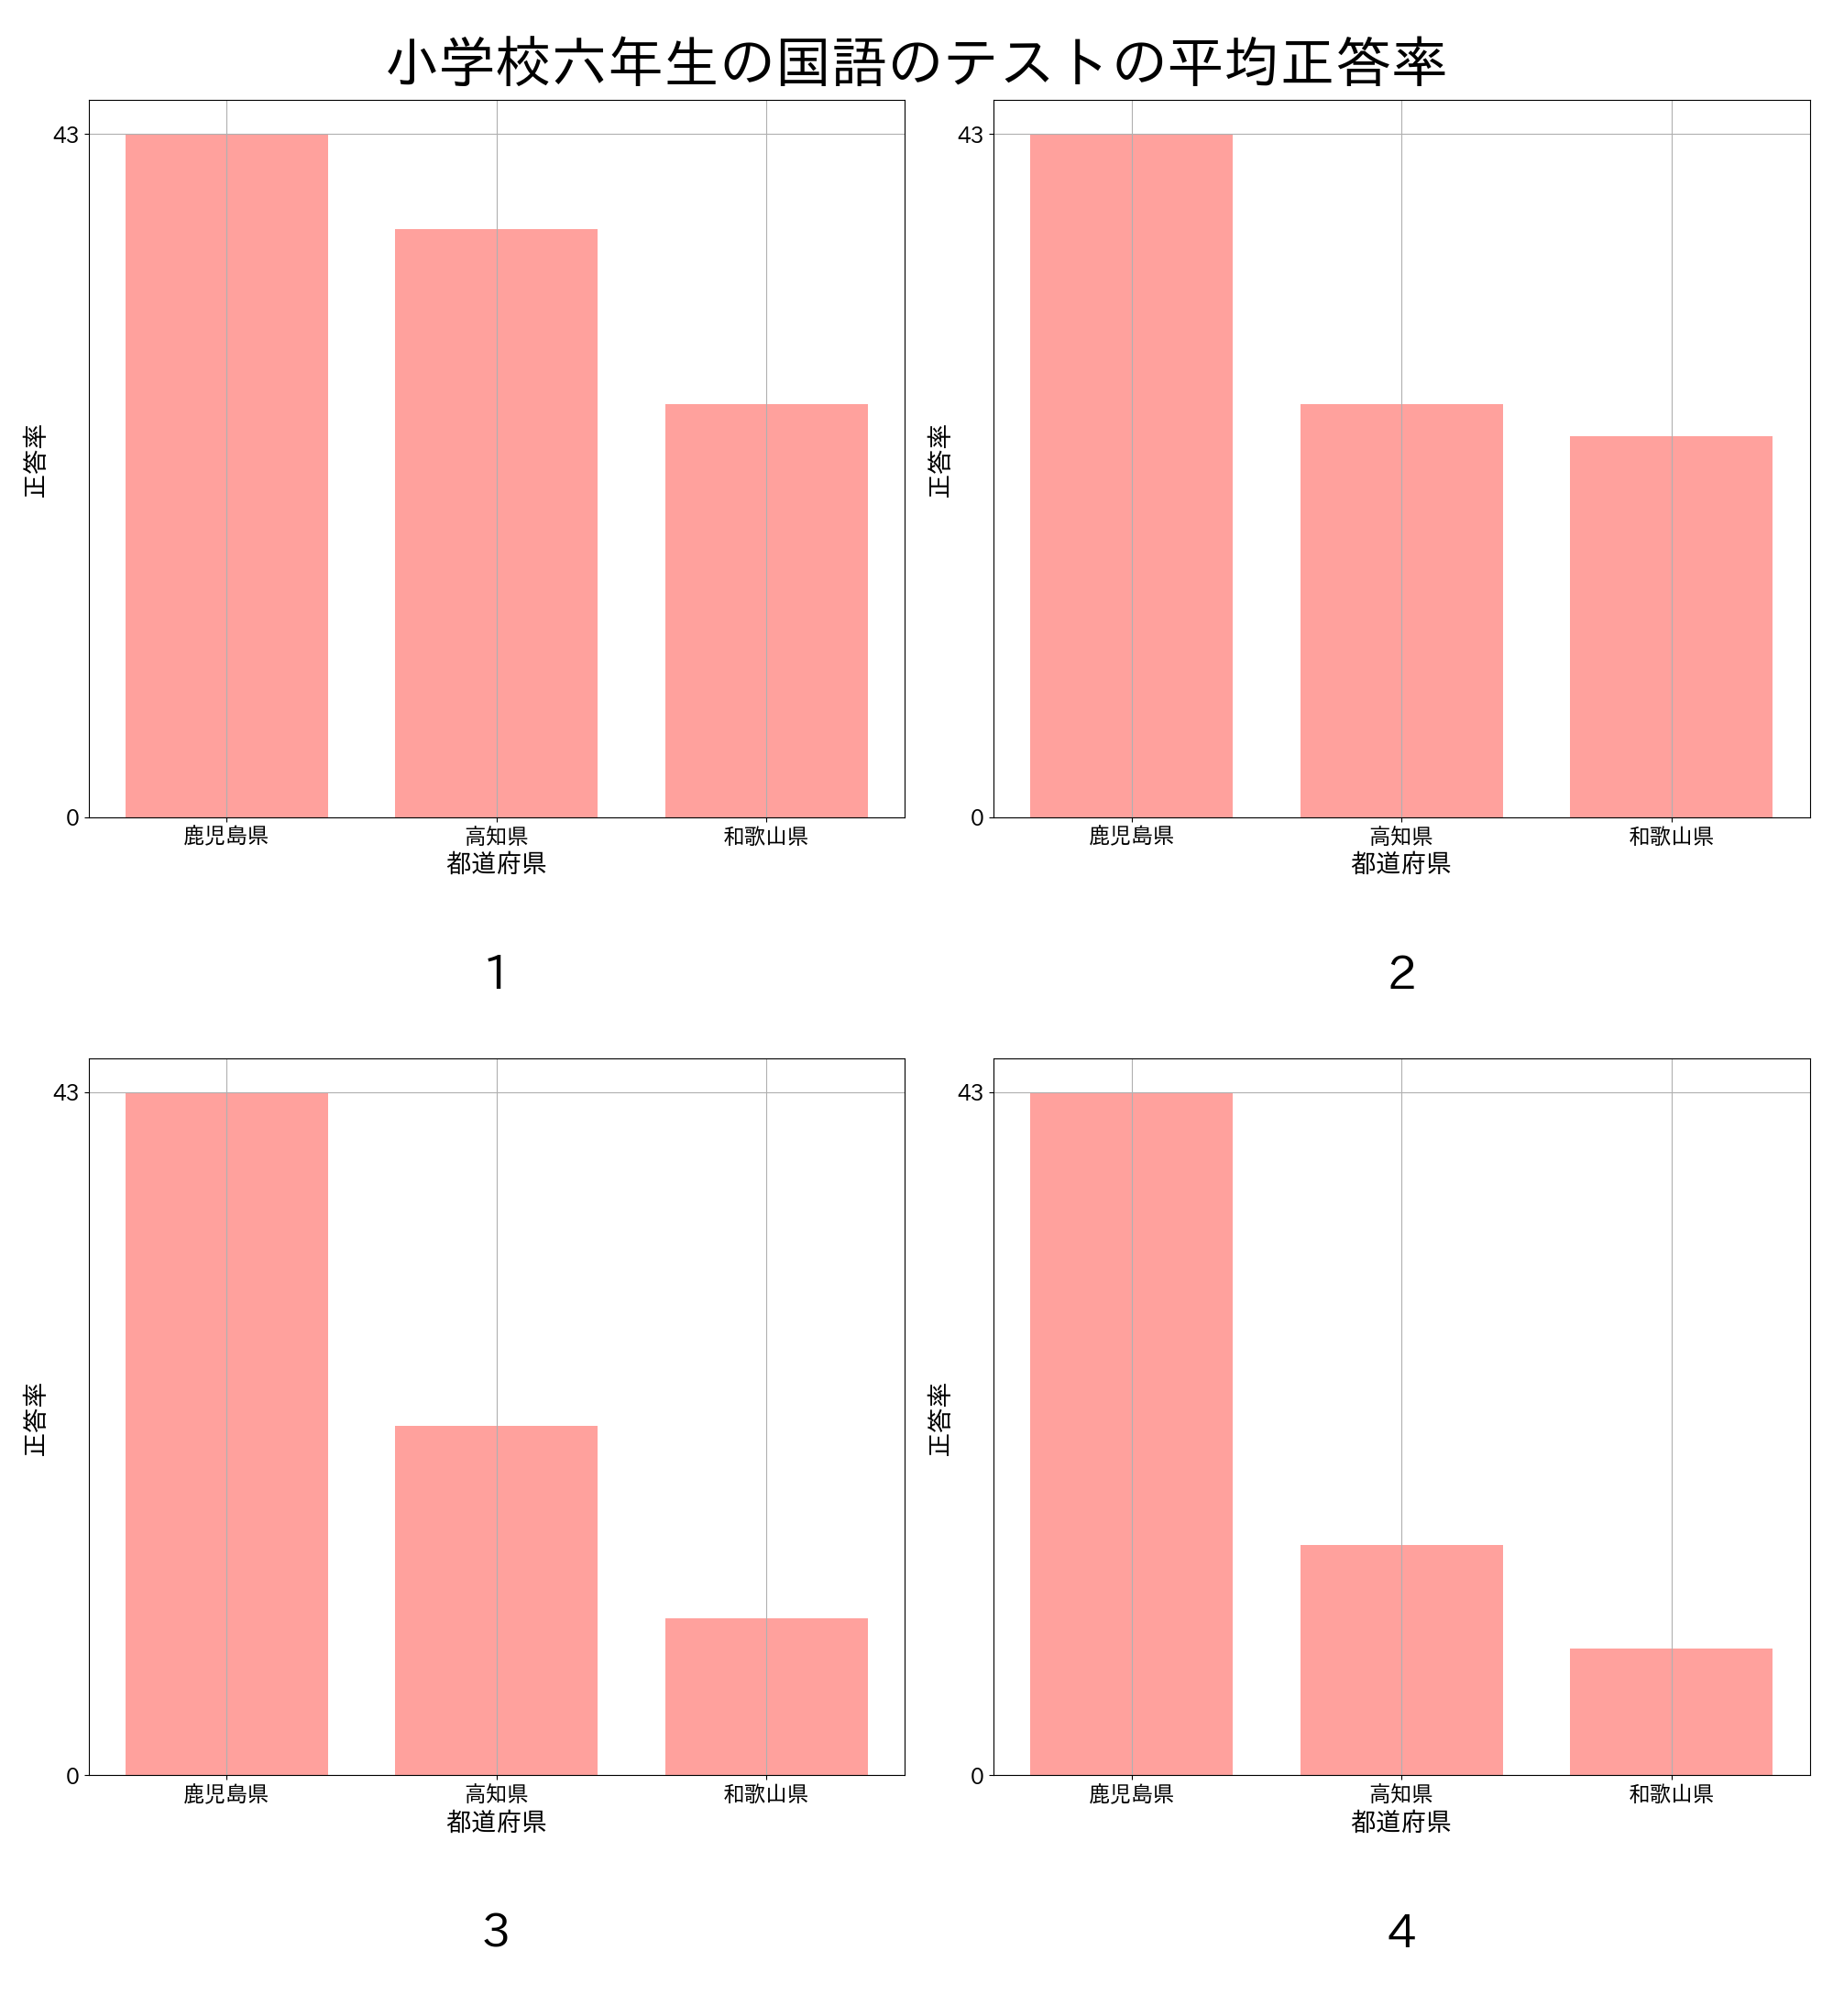 小学校六年生の国語のテストの平均正答率
43
0
正答率
鹿児島県 高知県 和歌山県
都道府県
1
43
0
正答率
鹿児島県 高知県 和歌山県
都道府県
2
43
0
正答率
鹿児島県 高知県 和歌山県
都道府県
3
43
0
正答率
鹿児島県 高知県 和歌山県
都道府県
4